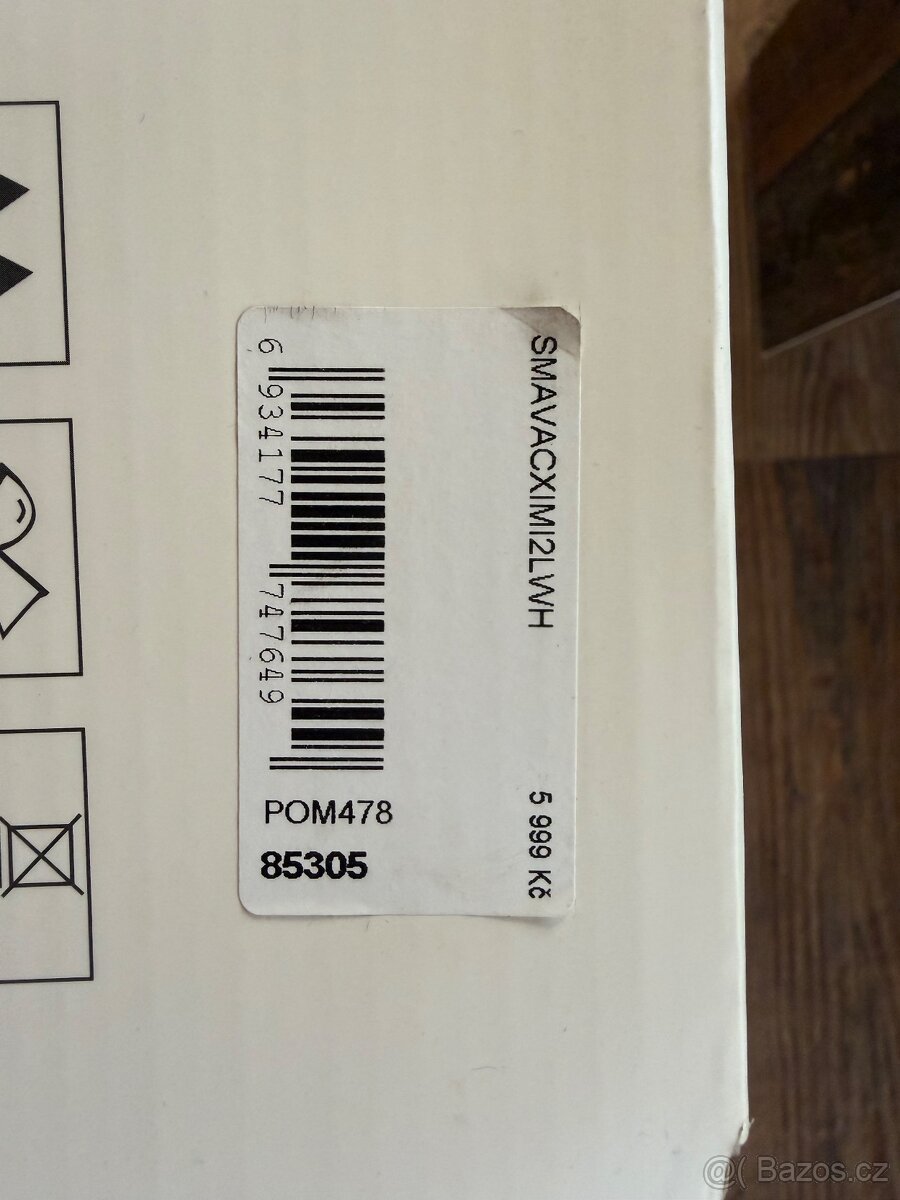 SMAVACXIMI2LWH
5 999 Kč
6 934177 747649
POM478
85305
@( Bazos.cz